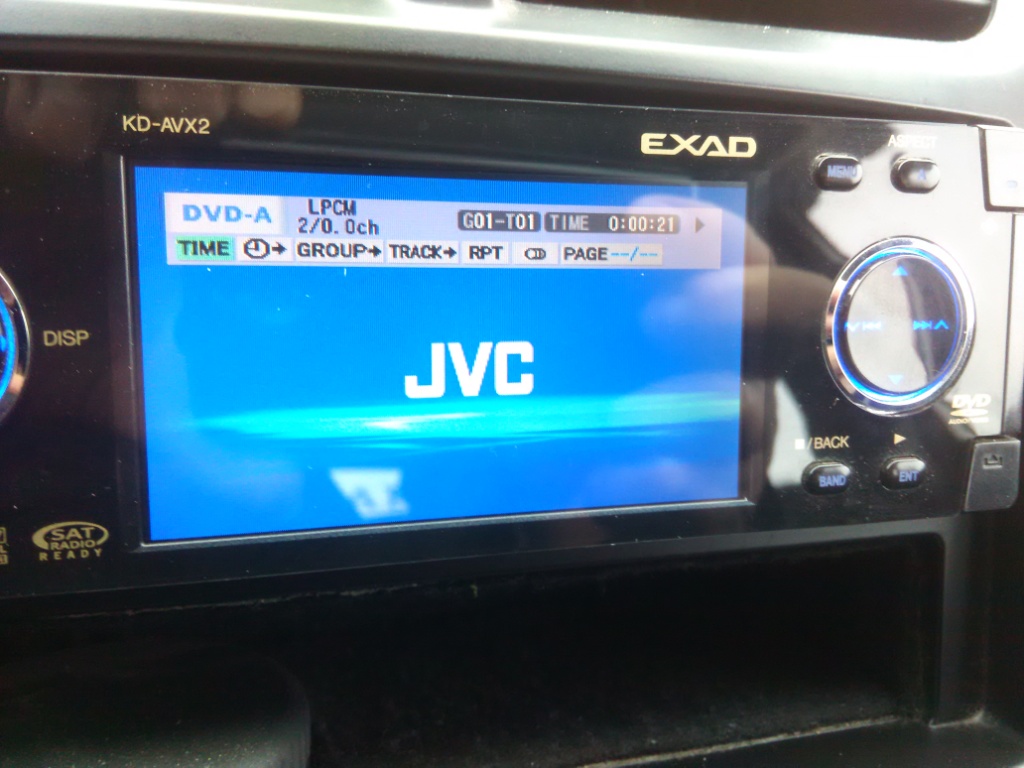 KD-AVX2
EXAD
ASPECT
MENU
DVD-A
LPCM
2/0.0ch
G01-T01 TIME 0:00:21
TIME GROUP TRACK RPT PAGE--/--
DISP
JVC
DVD
/BACK
BAND
ENT
SAT
RADIO
READY